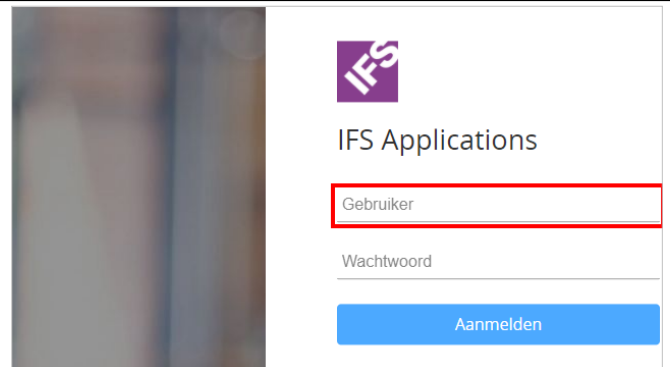 IFS
IFS Applications
Gebruiker
Wachtwoord
Aanmelden